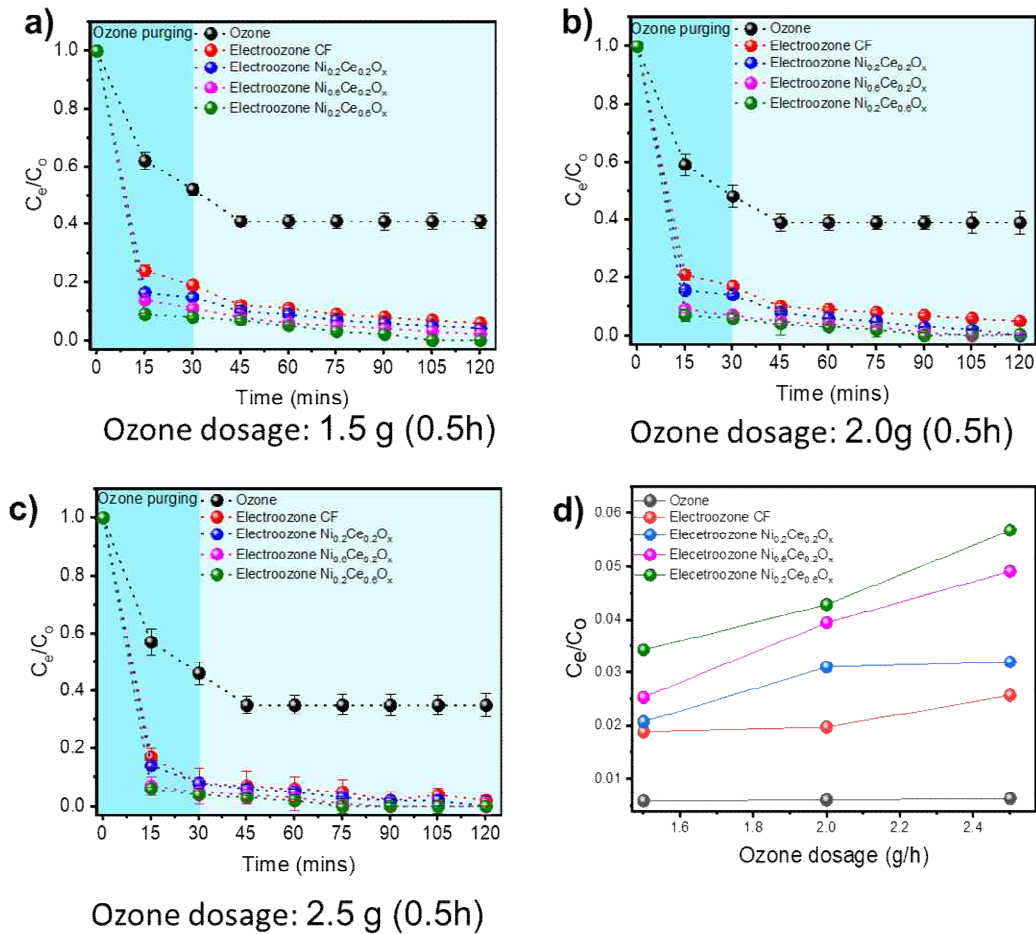 a)
Ozone purging
Ozone
Electroozone CF
Electroozone Ni0.2Ce0.2Ox
Electroozone Ni0.6Ce0.2Ox
Electroozone Ni0.2Ce0.6Ox
1.0
0.8
0.6
0.4
0.2
0.0
Ce/Co
0 15 30 45 60 75 90 105 120
Time (mins)
Ozone dosage: 1.5 g (0.5h)
b)
Ozone purging
Ozone
Electroozone CF
Electroozone Ni0.2Ce0.2Ox
Electroozone Ni0.6Ce0.2Ox
Electroozone Ni0.2Ce0.6Ox
1.0
0.8
0.6
0.4
0.2
0.0
Ce/Co
0 15 30 45 60 75 90 105 120
Time (mins)
Ozone dosage: 2.0g (0.5h)
c)
Ozone purging
Ozone
Electroozone CF
Electroozone Ni0.2Ce0.2Ox
Electroozone Ni0.6Ce0.2Ox
Electroozone Ni0.2Ce0.6Ox
1.0
0.8
0.6
0.4
0.2
0.0
Ce/Co
0 15 30 45 60 75 90 105 120
Time (mins)
Ozone dosage: 2.5 g (0.5h)
d)
Ozone
Electroozone CF
Elecetroozone Ni0.2Ce0.2Ox
Elecetroozone Ni0.6Ce0.2Ox
Elecetroozone Ni0.2Ce0.6Ox
0.06
0.05
0.04
0.03
0.02
0.01
Ce/Co
1.6 1.8 2.0 2.2 2.4
Ozone dosage (g/h)